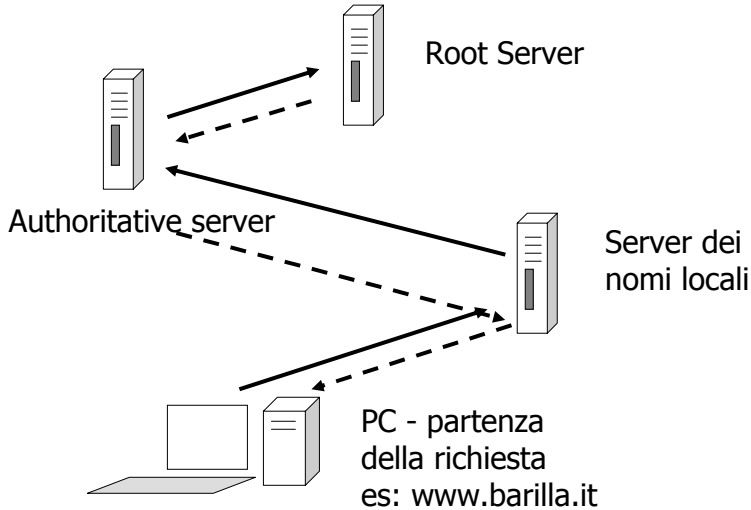 Root Server
Authoritative server
Server dei
nomi locali
PC - partenza
della richiesta
es: www.barilla.it